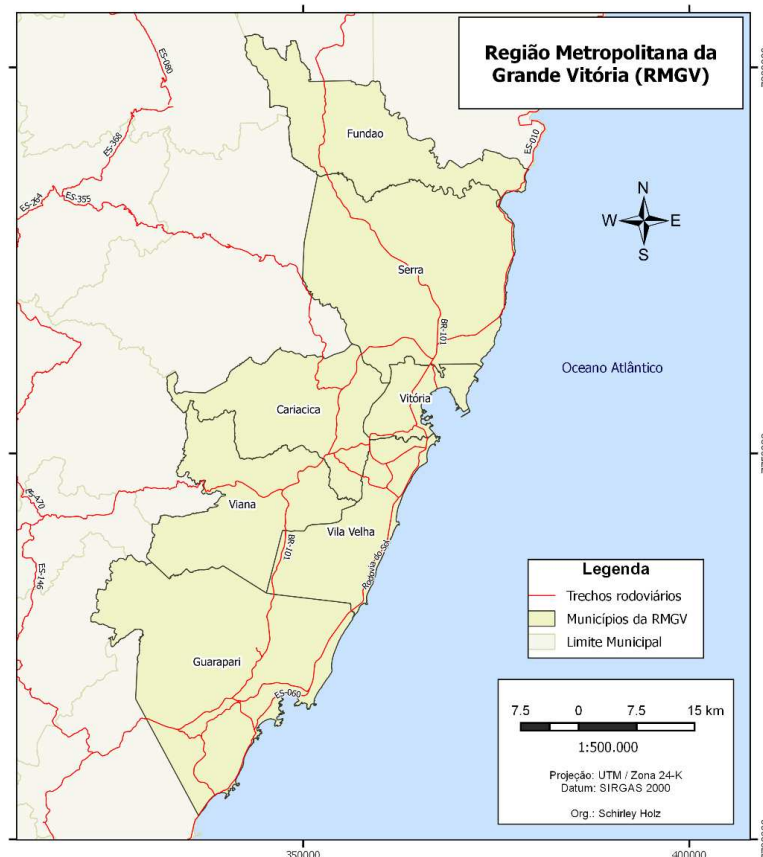 Região Metropolitana da
Grande Vitória (RMGV)
ES-080
Fundao
ES-010
ES-368
ES-264
ES-355
N
W E
S
Serra
BR-101
Oceano Atlântico
Cariacica
Vitória
Viana
Vila Velha
BR-101
Rodovia do Sol
ES-146
Guarapari
ES-060
Legenda
Trechos rodoviários
Municípios da RMGV
Limite Municipal
7.5 0 7.5 15 km
1:500.000
Projeção: UTM / Zona 24-K
Datum: SIRGAS 2000
Org.: Schirley Holz
350000 400000